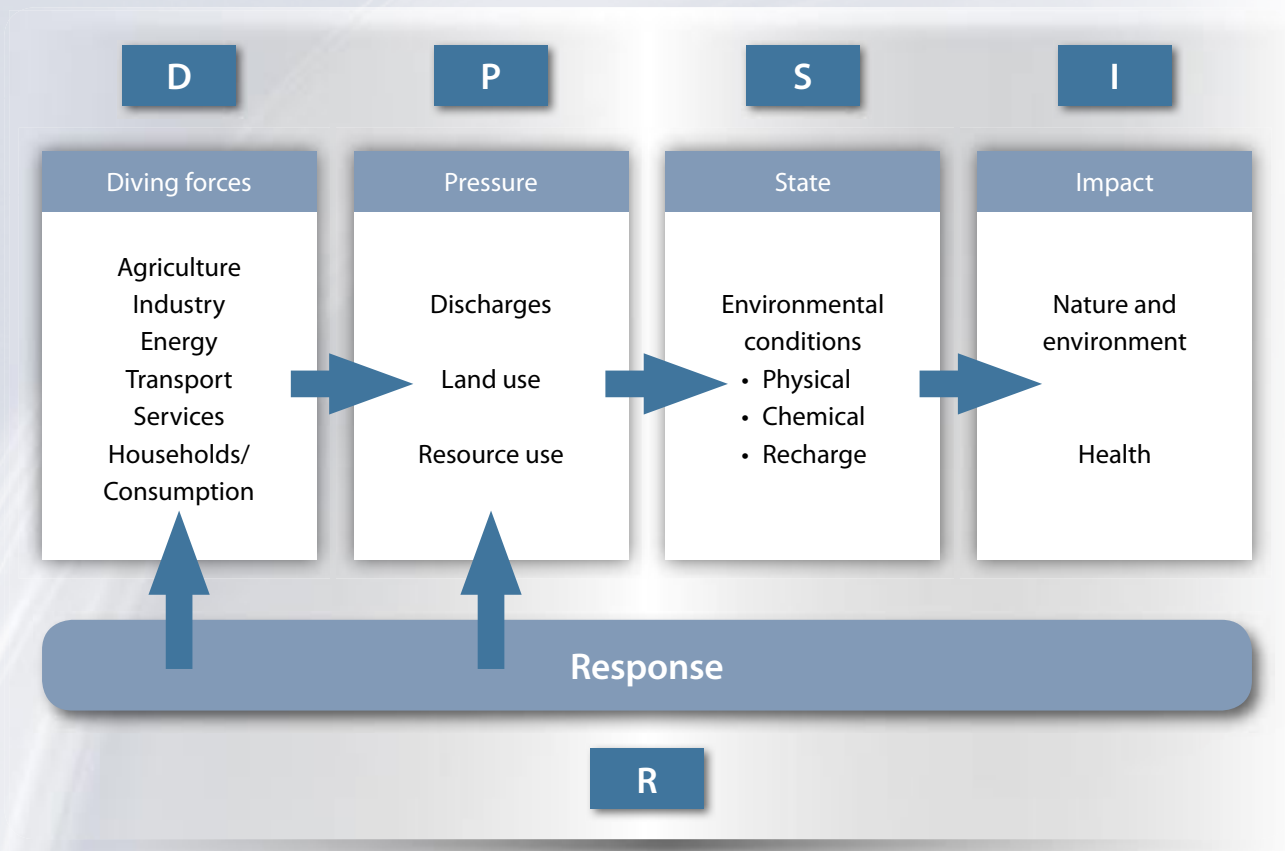 D
P
S
I
Diving forces
Agriculture
Industry
Energy
Transport
Services
Households/
Consumption
Pressure
Discharges
Land use
Resource use
State
Environmental
conditions
• Physical
• Chemical
• Recharge
Impact
Nature and
environment
Health
Response
R